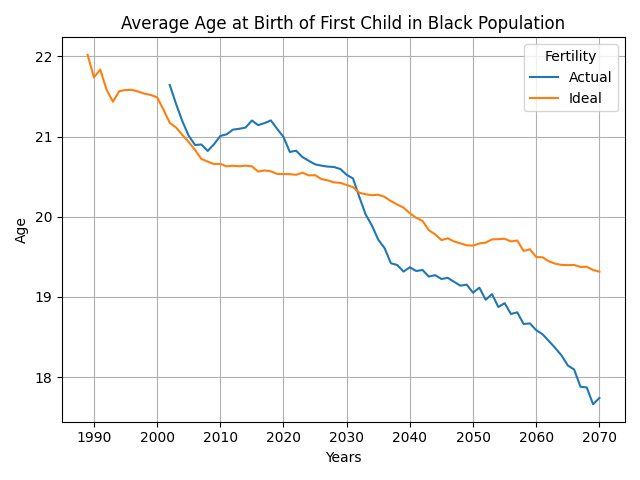 Average Age at Birth of First Child in Black Population
Fertility
Actual
Ideal
22
21
20
19
18
Age
1990 2000 2010 2020 2030 2040 2050 2060 2070
Years